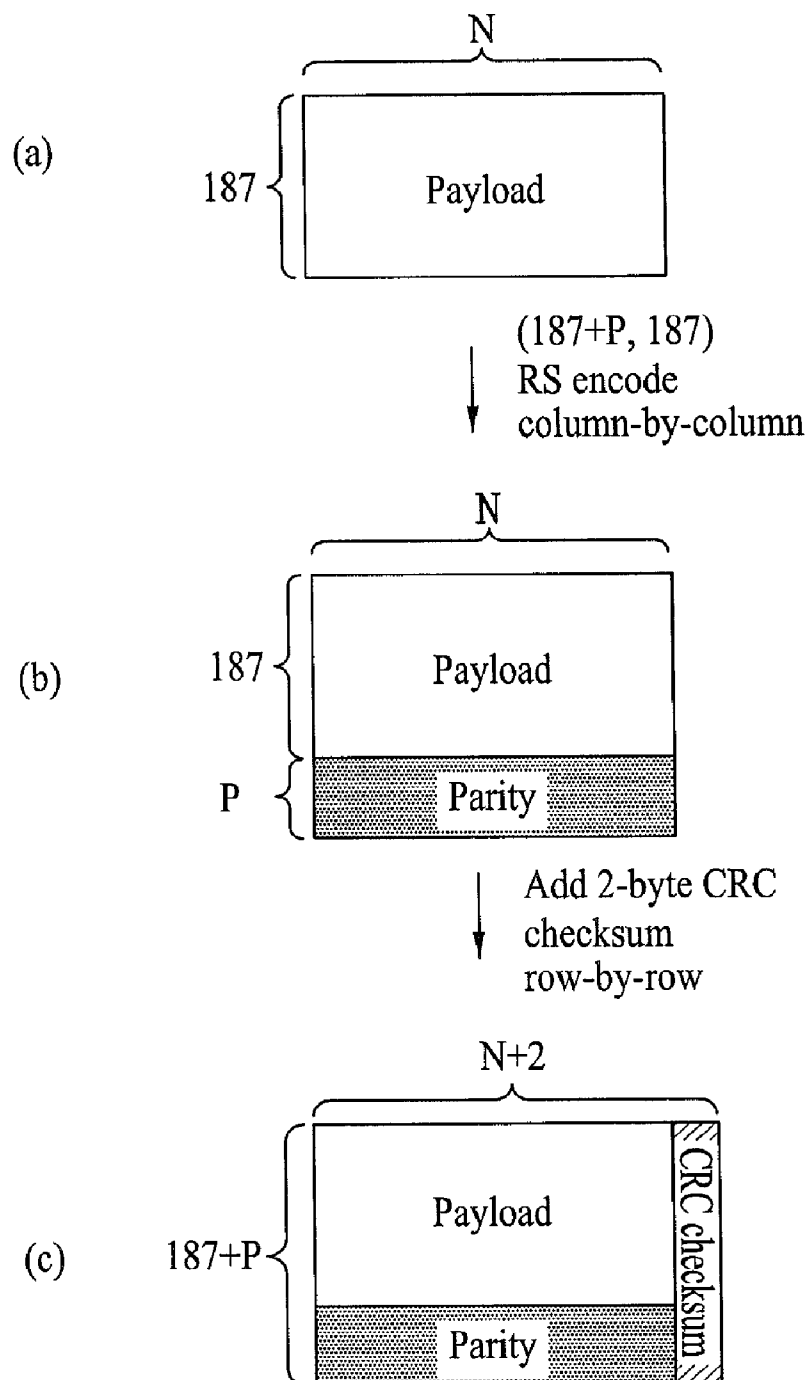 N
(a)
187
Payload
(187+P, 187)
RS encode
column-by-column
N
(b)
187
Payload
P
Parity
Add 2-byte CRC
checksum
row-by-row
N+2
(c)
187+P
Payload
CRC checksum
Parity